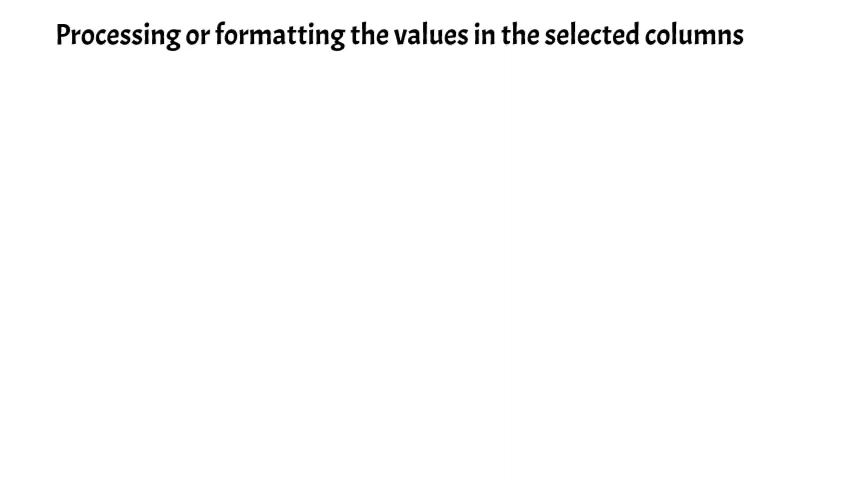 Processing or formatting the values in the selected columns